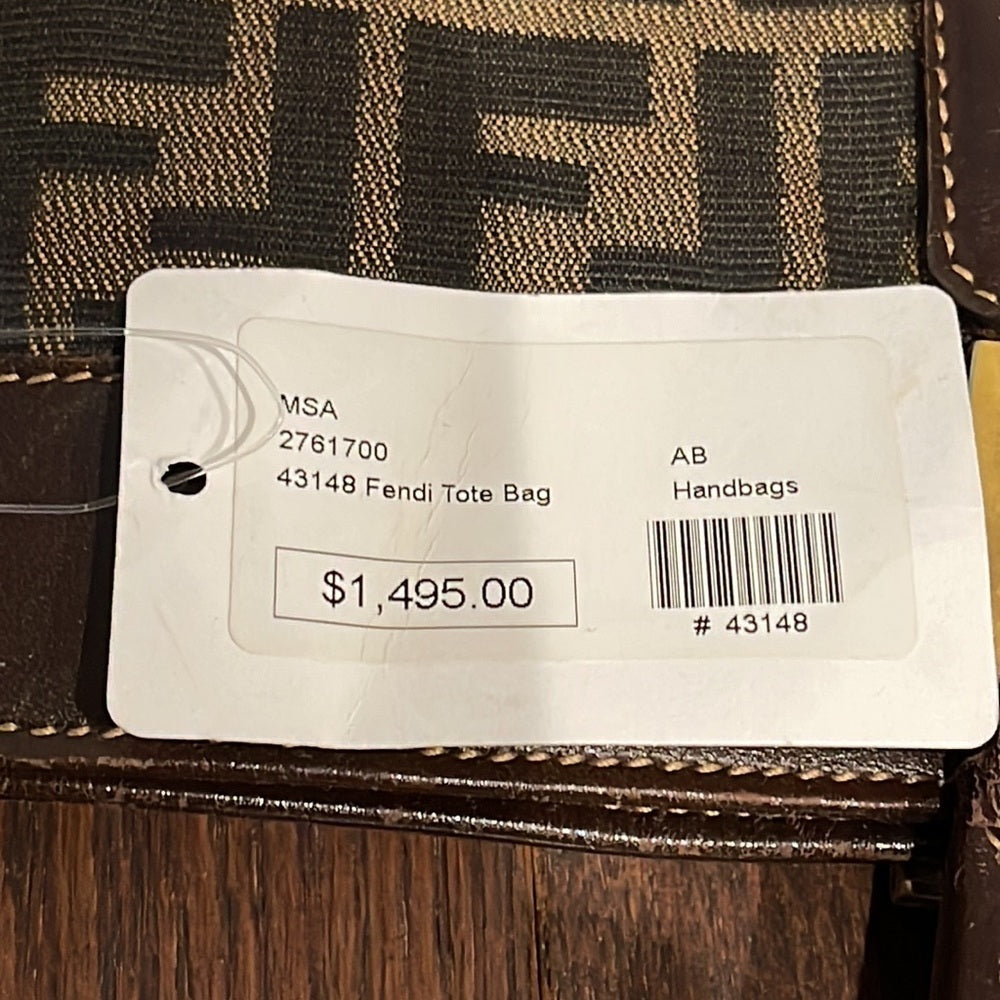 MSA
2761700
43148 Fendi Tote Bag
$1,495.00
AB
Handbags
# 43148